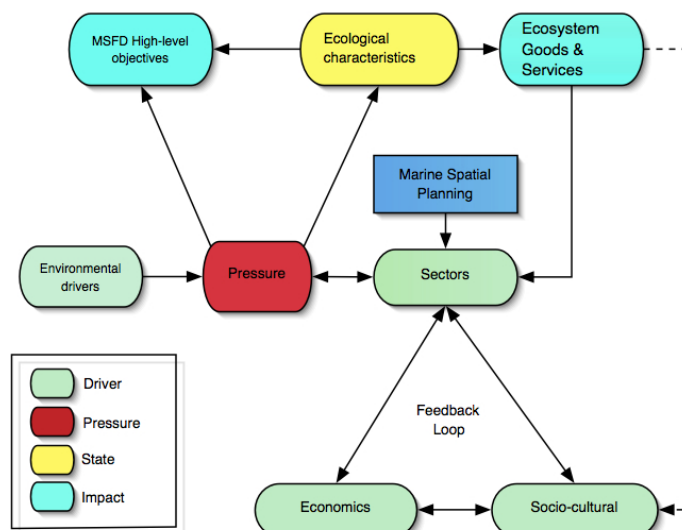 MSFD High-level
objectives
Ecological
characteristics
Ecosystem
Goods &
Services
Marine Spatial
Planning
Environmental
drivers
Pressure
Sectors
Driver
Pressure
State
Impact
Feedback
Loop
Economics
Socio-cultural